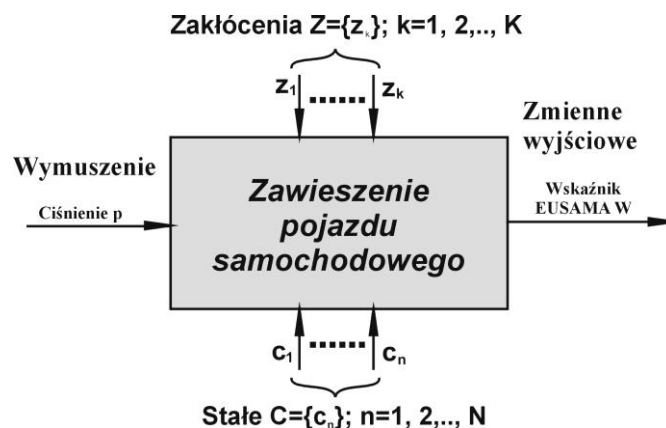 Zakłócenia Z={zₖ}; k=1, 2,.., K
z₁ ...... zₖ
Wymuszenie
Ciśnienie p
Zawieszenie
pojazdu
samochodowego
Zmienne
wyjściowe
Wskaźnik
EUSAMA W
c₁ ...... cₙ
Stałe C={cₙ}; n=1, 2,.., N